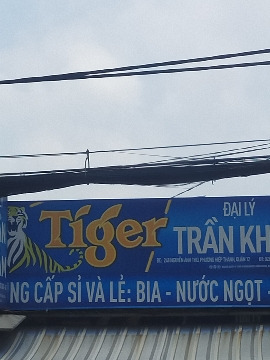 Tiger
ĐẠI LÝ
TRẦN KH
NG CẤP SỈ VÀ LẺ: BIA - NƯỚC NGỌT -